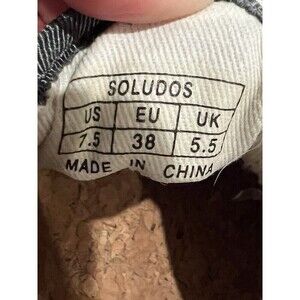 SOLUDOS
US EU UK
7.5 38 5.5
MADE IN CHINA